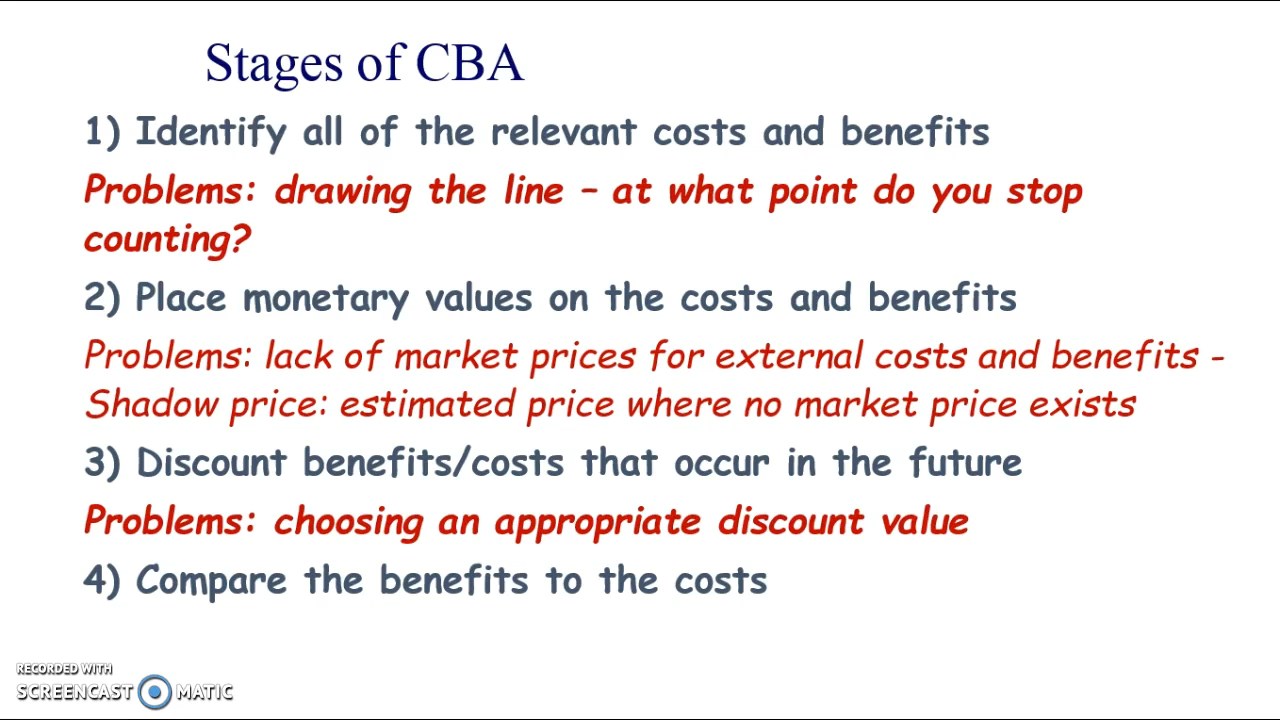 Stages of CBA
1) Identify all of the relevant costs and benefits
Problems: drawing the line – at what point do you stop
counting?
2) Place monetary values on the costs and benefits
Problems: lack of market prices for external costs and benefits -
Shadow price: estimated price where no market price exists
3) Discount benefits/costs that occur in the future
Problems: choosing an appropriate discount value
4) Compare the benefits to the costs
RECORDED WITH
SCREENCAST MATIC